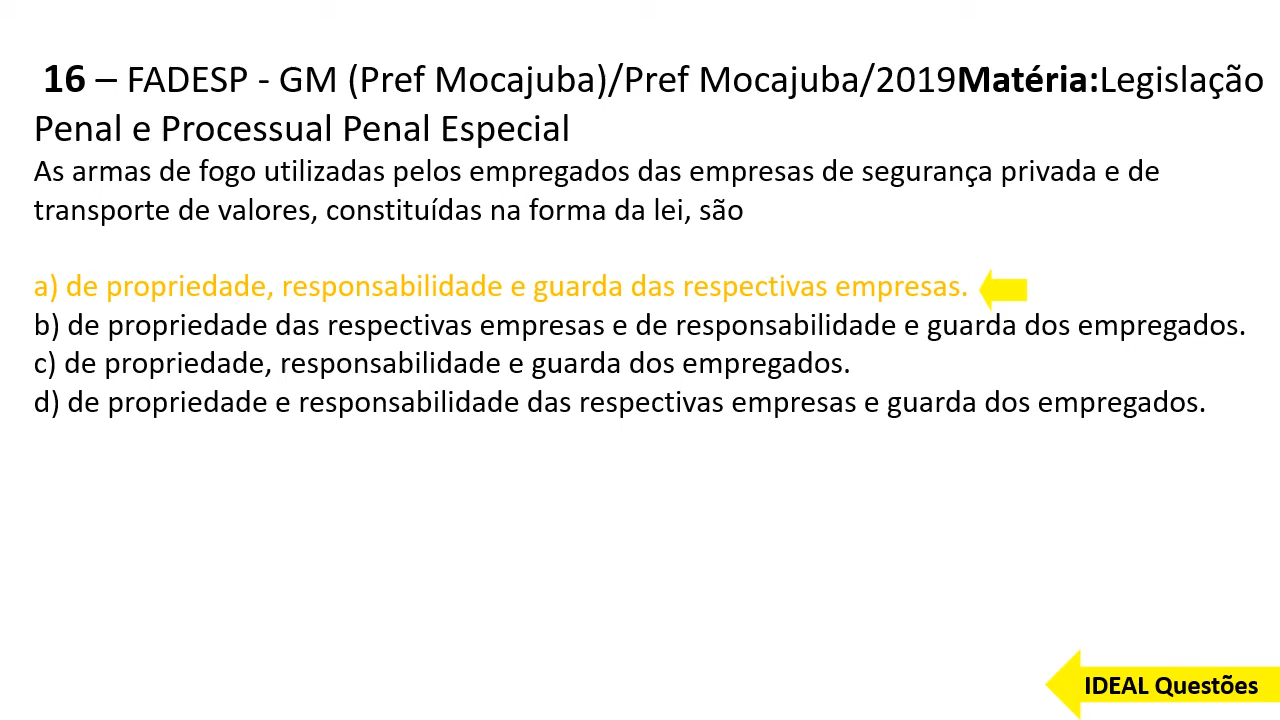 16 – FADESP - GM (Pref Mocajuba)/Pref Mocajuba/2019Matéria:Legislação
Penal e Processual Penal Especial
As armas de fogo utilizadas pelos empregados das empresas de segurança privada e de
transporte de valores, constituídas na forma da lei, são
a) de propriedade, responsabilidade e guarda das respectivas empresas.
b) de propriedade das respectivas empresas e de responsabilidade e guarda dos empregados.
c) de propriedade, responsabilidade e guarda dos empregados.
d) de propriedade e responsabilidade das respectivas empresas e guarda dos empregados.
IDEAL Questões